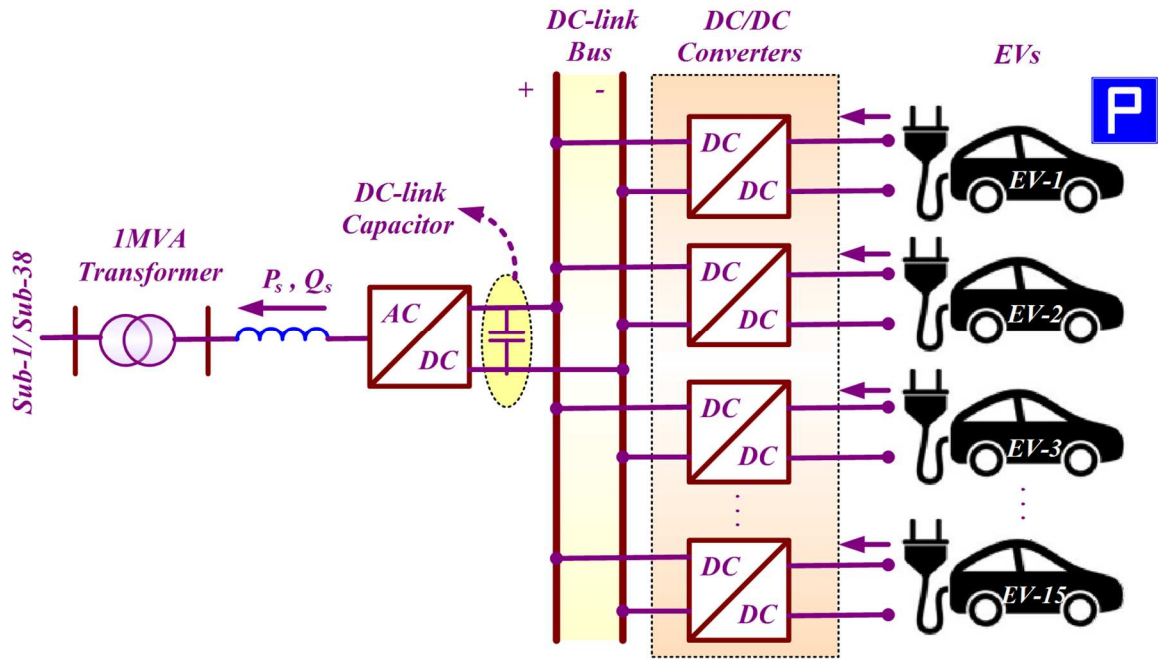 DC-link
Bus
DC/DC
Converters
EVs
P
+ -
DC
DC
EV-1
DC-link
Capacitor
1MVA
Transformer
Ps , Qs
Sub-1/ Sub-38
AC
DC
DC
DC
EV-2
DC
DC
EV-3
DC
DC
EV-15